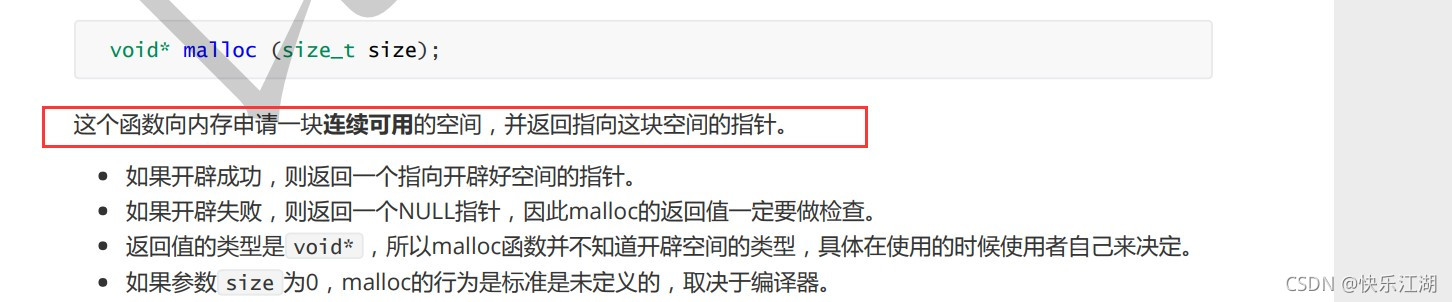 void* malloc (size_t size);
这个函数向内存申请一块连续可用的空间，并返回指向这块空间的指针。
如果开辟成功，则返回一个指向开辟好空间的指针。
如果开辟失败，则返回一个NULL指针，因此malloc的返回值一定要做检查。
返回值的类型是 void* ，所以malloc函数并不知道开辟空间的类型，具体在使用的时候使用者自己来决定。
如果参数 size 为0，malloc的行为是标准是未定义的，取决于编译器。
CSDN @快乐江湖